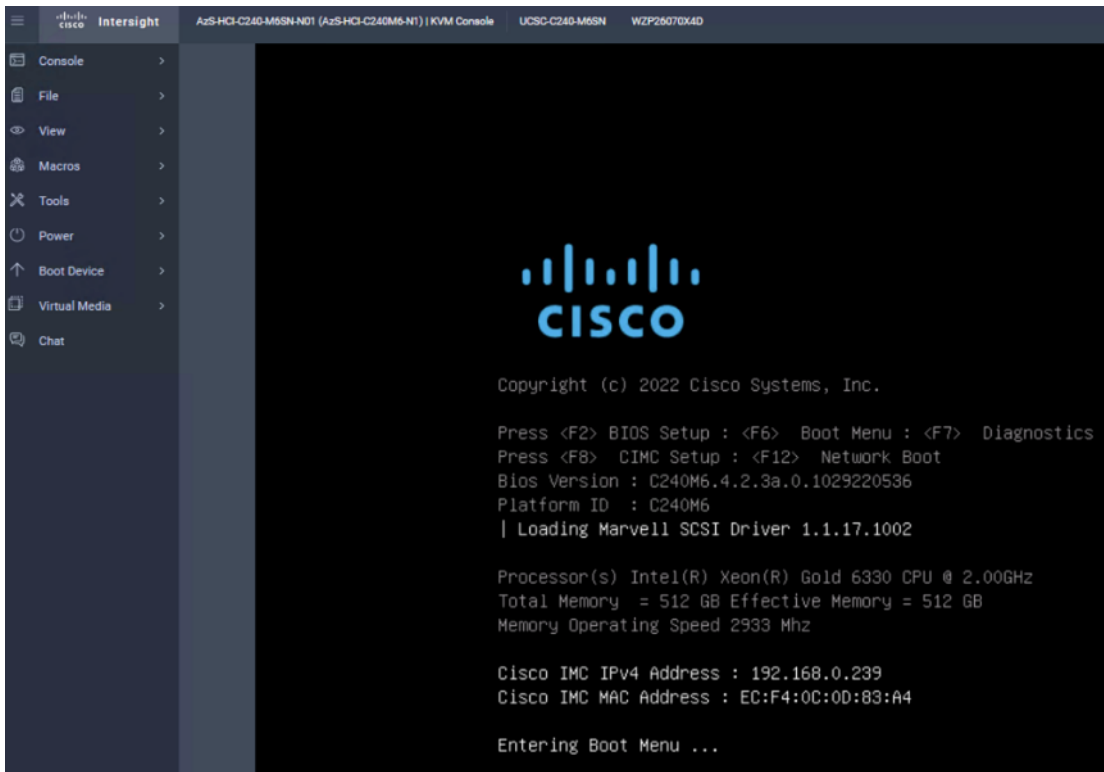 cisco Intersight AzS-HCI-C240-M6SN-N01 (AzS-HCI-C240M6-N1) | KVM Console UCSC-C240-M6SN WZP26070X4D
Console
File
View
Macros
Tools
Power
Boot Device
Virtual Media
Chat
CISCO
Copyright (c) 2022 Cisco Systems, Inc.
Press <F2> BIOS Setup : <F6> Boot Menu : <F7> Diagnostics
Press <F8> CIMC Setup : <F12> Network Boot
Bios Version : C240M6.4.2.3a.0.1029220536
Platform ID : C240M6
| Loading Marvell SCSI Driver 1.1.17.1002
Processor(s) Intel(R) Xeon(R) Gold 6330 CPU @ 2.00GHz
Total Memory = 512 GB Effective Memory = 512 GB
Memory Operating Speed 2933 Mhz
Cisco IMC IPv4 Address : 192.168.0.239
Cisco IMC MAC Address : EC:F4:0C:0D:83:A4
Entering Boot Menu ...